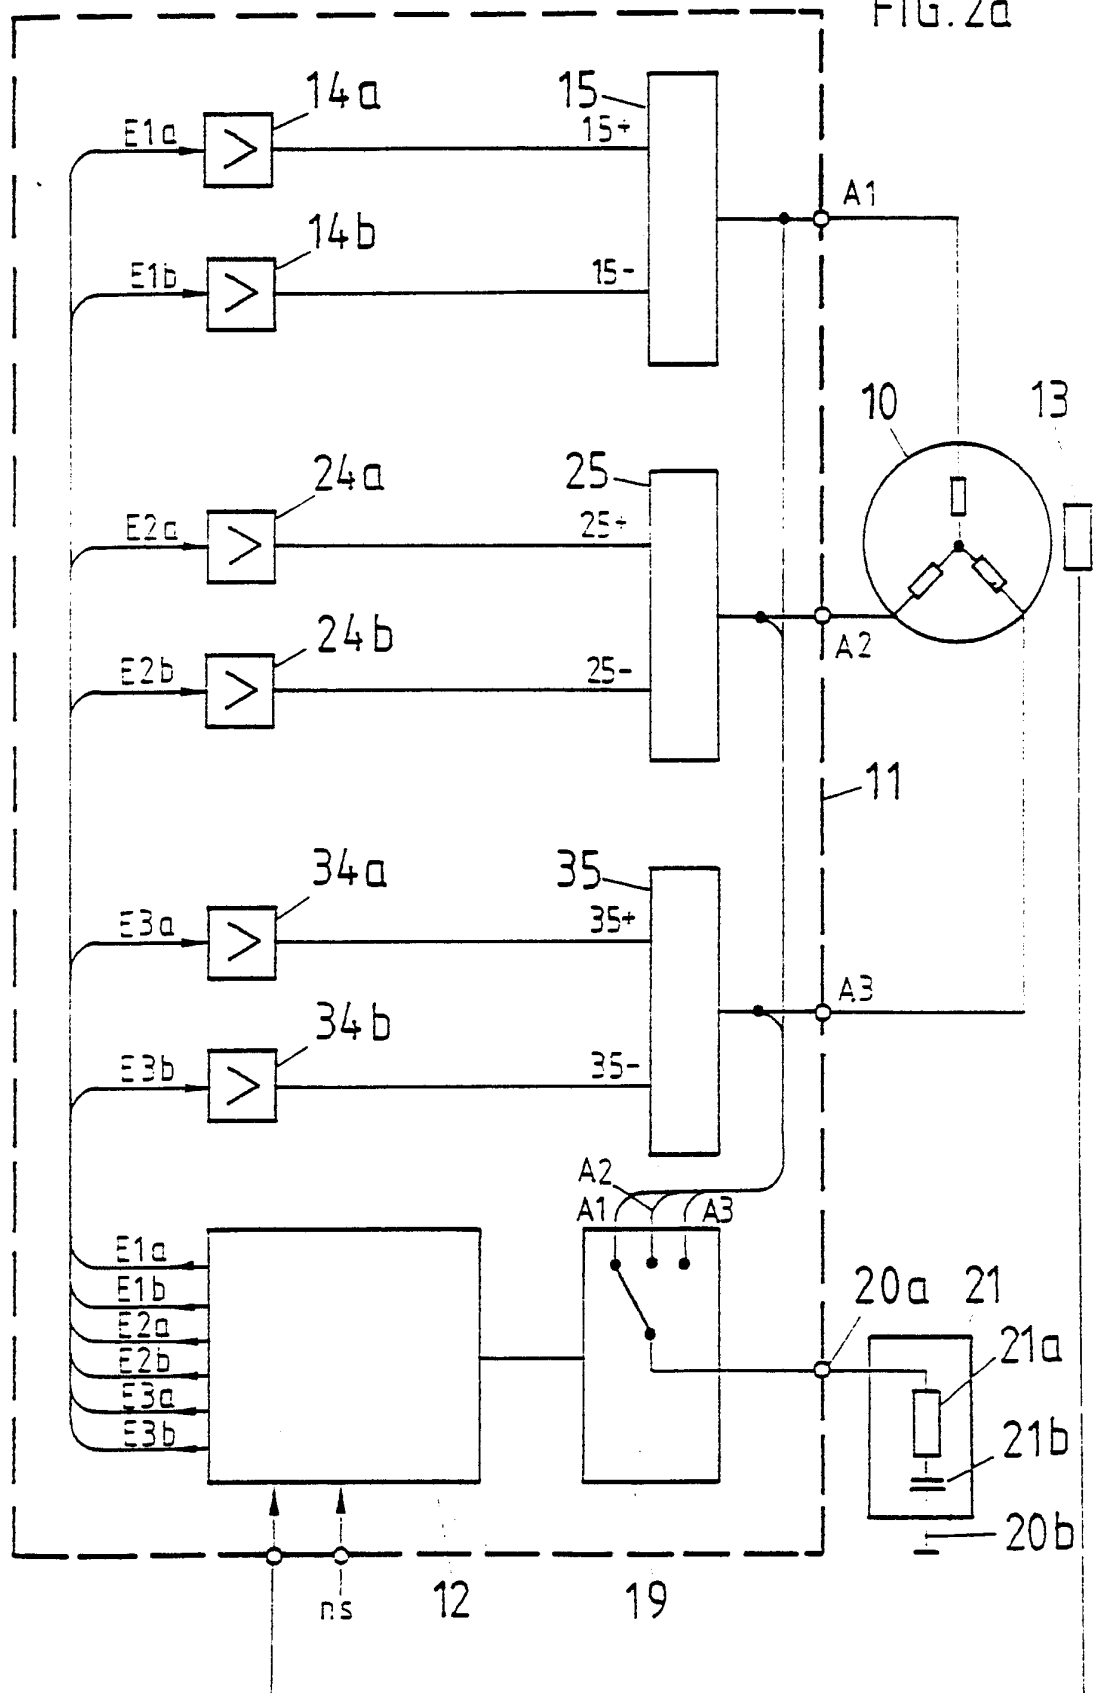 FIG. 2a
14a
15
E1a
15+
A1
14b
E1b
15-
10
13
24a
25
E2a
25+
24b
A2
E2b
25-
11
34a
35
E3a
35+
A3
34b
E3b
35-
A2
A1
A3
E1a
E1b
E2a
E2b
E3a
E3b
20a
21
21a
21b
20b
ns
12
19